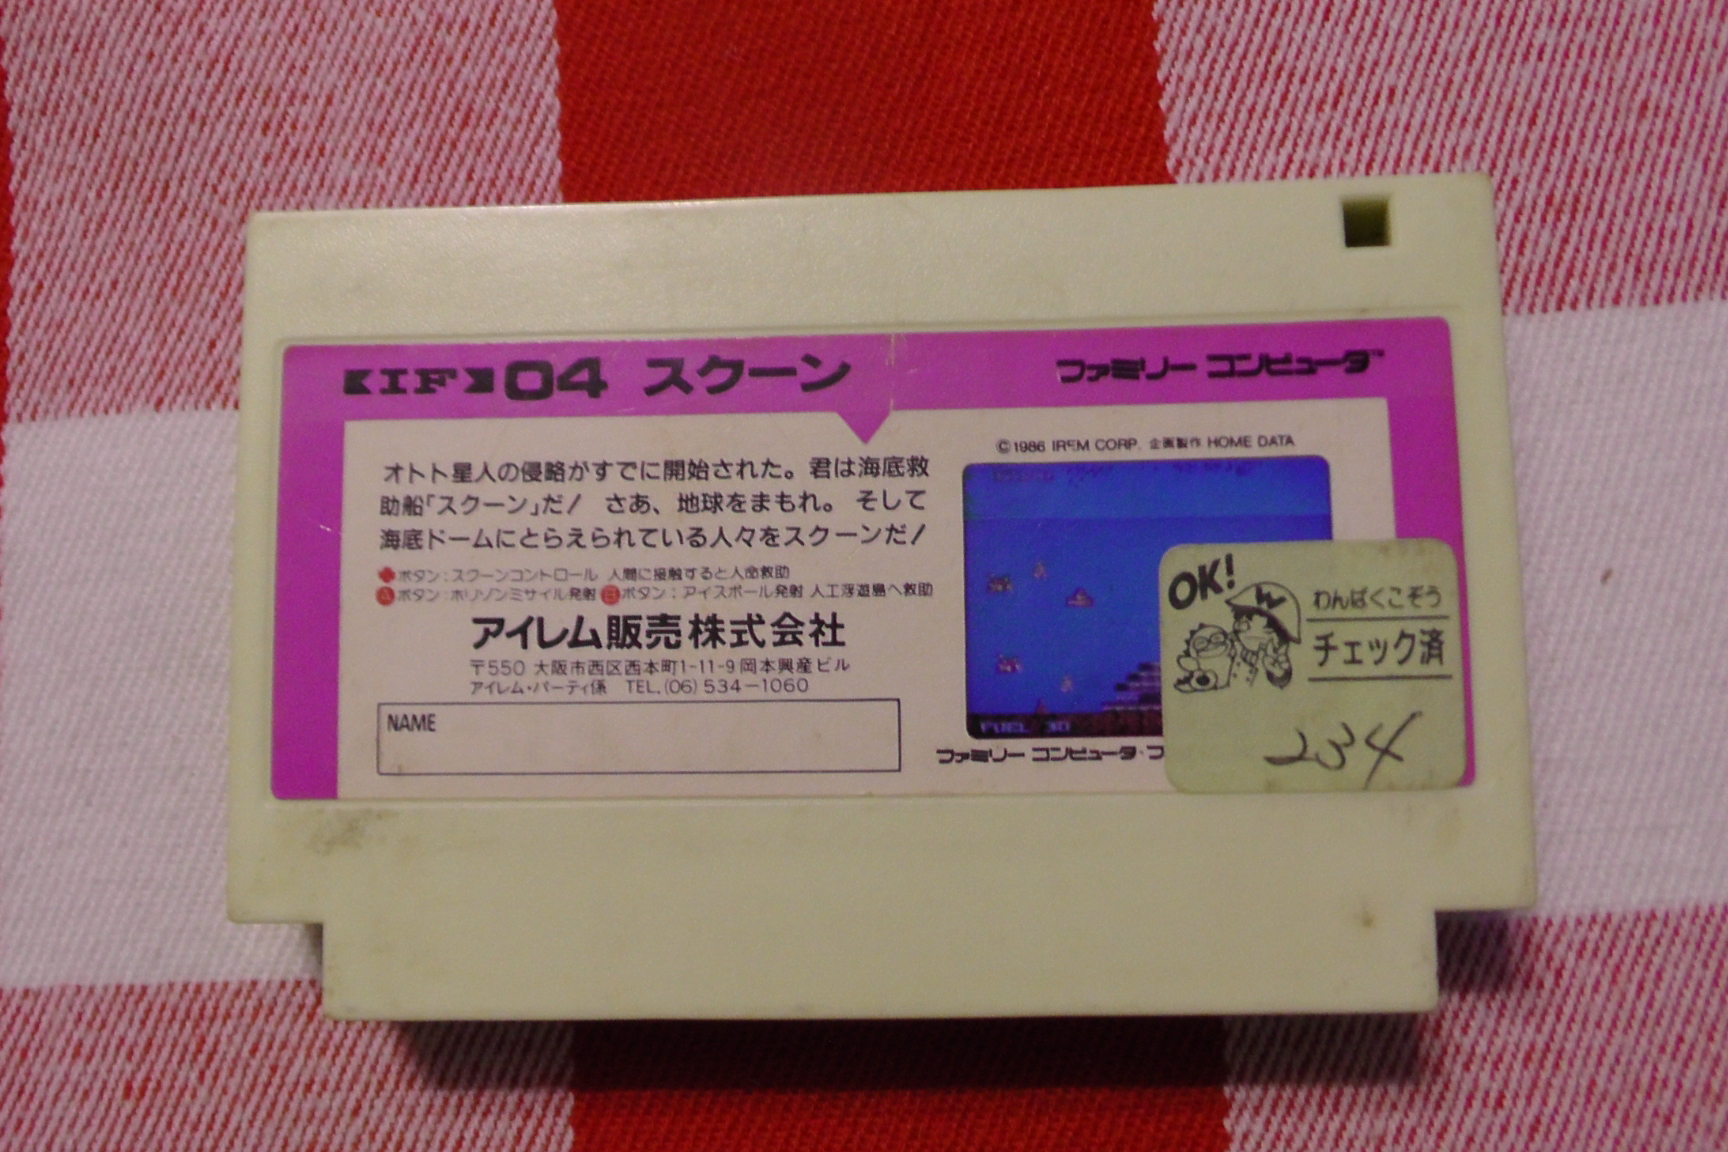 【IF】04 スクーン
ファミリー コンピュータ™
オトト星人の侵略がすでに開始された。君は海底救
助船「スクーン」だ! さあ、地球をまもれ。そして
海底ドームにとらえられている人々をスクーンだ!
ボタン:スクーンコントロール 人間に接触すると人命救助
Aボタン:ホリゾンミサイル発射 Bボタン:アイスボール発射 人工浮遊島へ救助
アイレム販売株式会社
〒550 大阪市西区西本町1-11-9岡本興産ビル
アイレム・パーティ係 TEL.(06)534-1060
NAME
©1986 IREM CORP. 企画製作 HOME DATA
FUEL 30
ファミリー コンピュータ・フ
OK!
わんぱくこぞう
チェック済
234